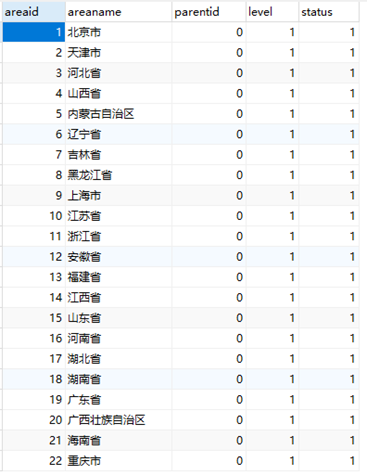 areaid areaname parentid level status
1 北京市 0 1 1
2 天津市 0 1 1
3 河北省 0 1 1
4 山西省 0 1 1
5 内蒙古自治区 0 1 1
6 辽宁省 0 1 1
7 吉林省 0 1 1
8 黑龙江省 0 1 1
9 上海市 0 1 1
10 江苏省 0 1 1
11 浙江省 0 1 1
12 安徽省 0 1 1
13 福建省 0 1 1
14 江西省 0 1 1
15 山东省 0 1 1
16 河南省 0 1 1
17 湖北省 0 1 1
18 湖南省 0 1 1
19 广东省 0 1 1
20 广西壮族自治区 0 1 1
21 海南省 0 1 1
22 重庆市 0 1 1